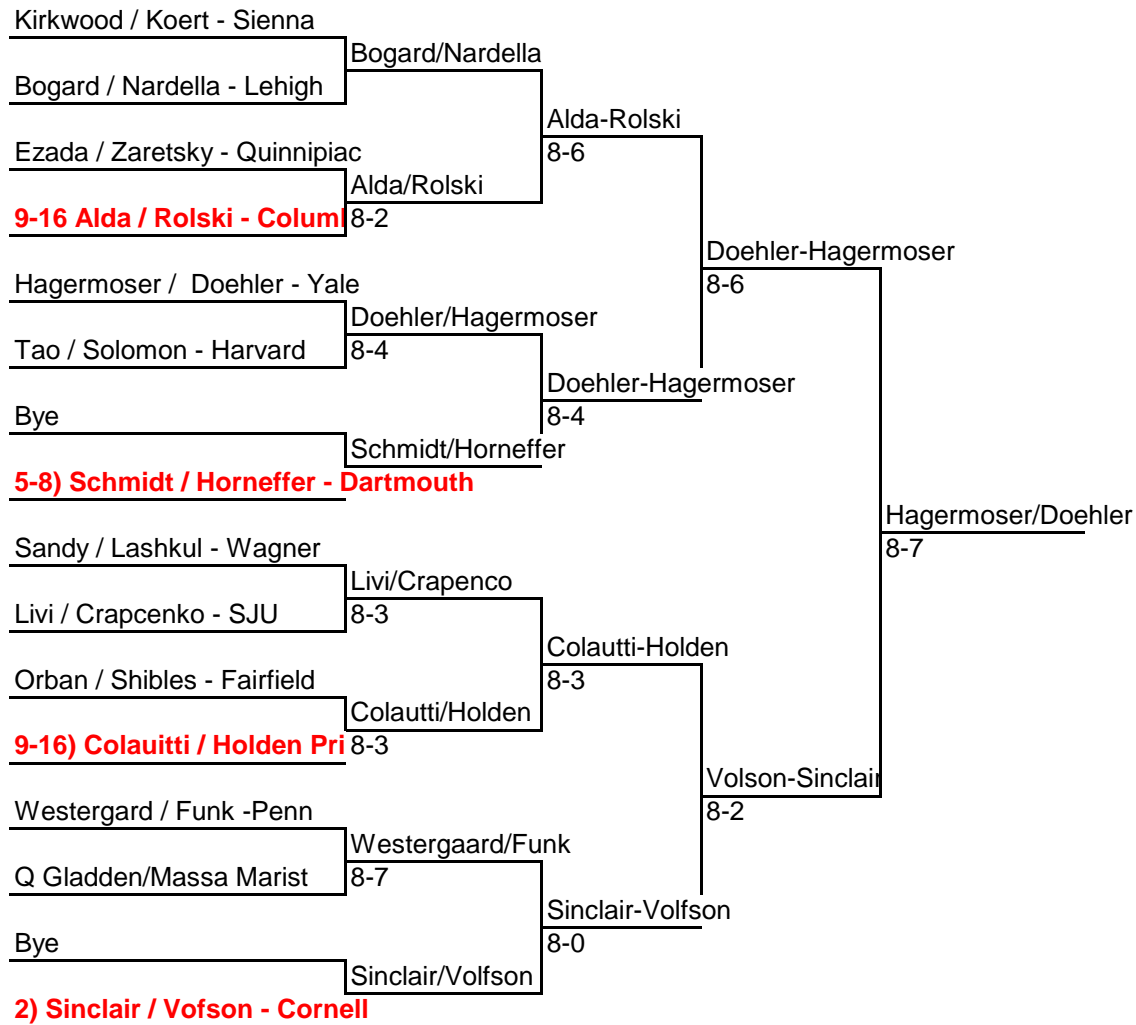 Kirkwood / Koert - Sienna
Bogard/Nardella
Bogard / Nardella - Lehigh
Alda-Rolski
Ezada / Zaretsky - Quinnipiac
8-6
Alda/Rolski
9-16 Alda / Rolski - Colum
8-2
Doehler-Hagermoser
Hagermoser /  Doehler - Yale
8-6
Doehler/Hagermoser
Tao / Solomon - Harvard
8-4
Doehler-Hagermoser
Bye
8-4
Schmidt/Horneffer
5-8) Schmidt / Horneffer - Dartmouth
Hagermoser/Doehler
Sandy / Lashkul - Wagner
8-7
Livi/Crapenco
Livi / Crapcenko - SJU
8-3
Colautti-Holden
Orban / Shibles - Fairfield
8-3
Colautti/Holden
9-16) Colauitti / Holden Pri
8-3
Volson-Sinclair
Westergard / Funk -Penn
8-2
Westergaard/Funk
Q Gladden/Massa Marist
8-7
Sinclair-Volfson
Bye
8-0
Sinclair/Volfson
2) Sinclair / Vofson - Cornell